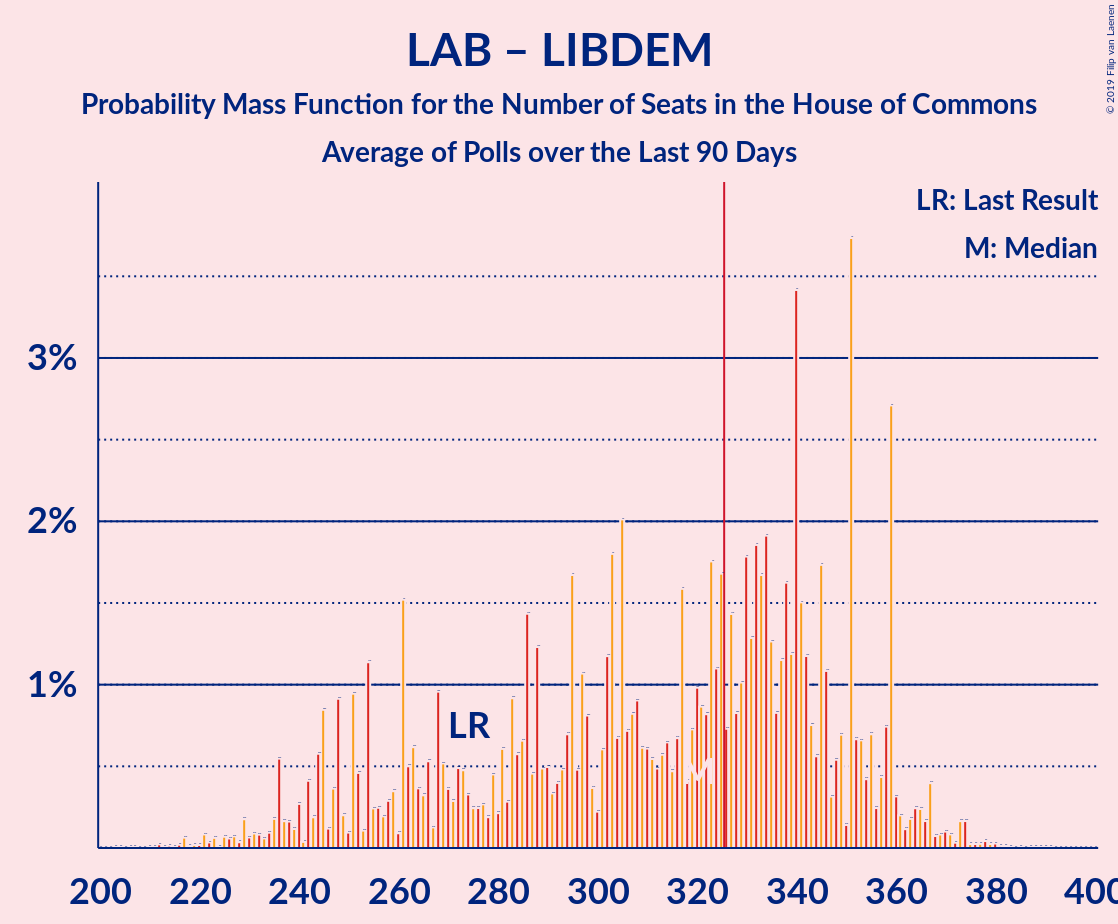 LAB – LIBDEM
Probability Mass Function for the Number of Seats in the House of Commons
Average of Polls over the Last 90 Days
© 2019 Filip van Laenen
LR: Last Result
M: Median
3%
2%
1%
LR
M
200 220 240 260 280 300 320 340 360 380 400